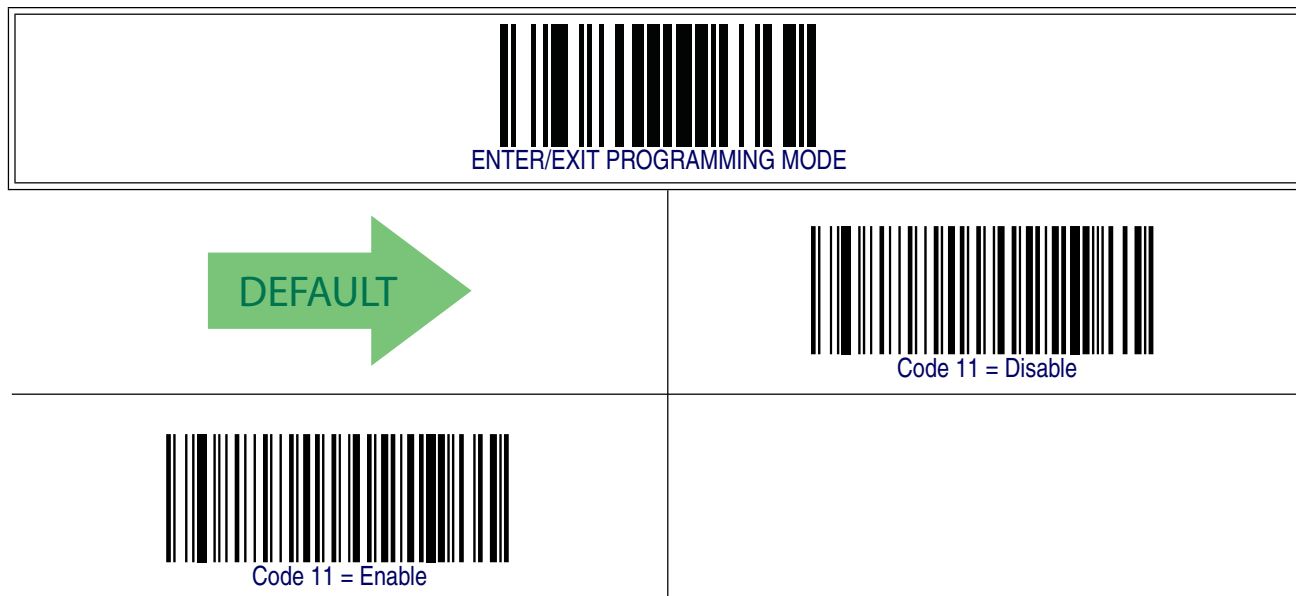 ENTER/EXIT PROGRAMMING MODE
DEFAULT
Code 11 = Disable
Code 11 = Enable